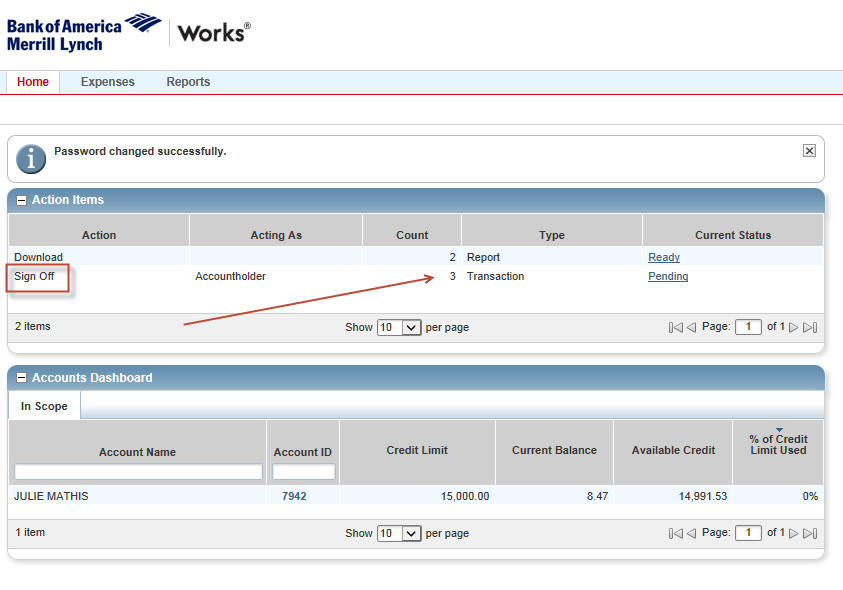 Bank of America
Merrill Lynch
Works®
Home Expenses Reports
Password changed successfully.
Action Items
Action Acting As Count Type Current Status
Download 2 Report Ready
Sign Off Accountholder 3 Transaction Pending
2 items Show 10 per page Page: 1 of 1
Accounts Dashboard
In Scope
Account Name Account ID Credit Limit Current Balance Available Credit % of Credit
Limit Used
JULIE MATHIS 7942 15,000.00 8.47 14,991.53 0%
1 item Show 10 per page Page: 1 of 1